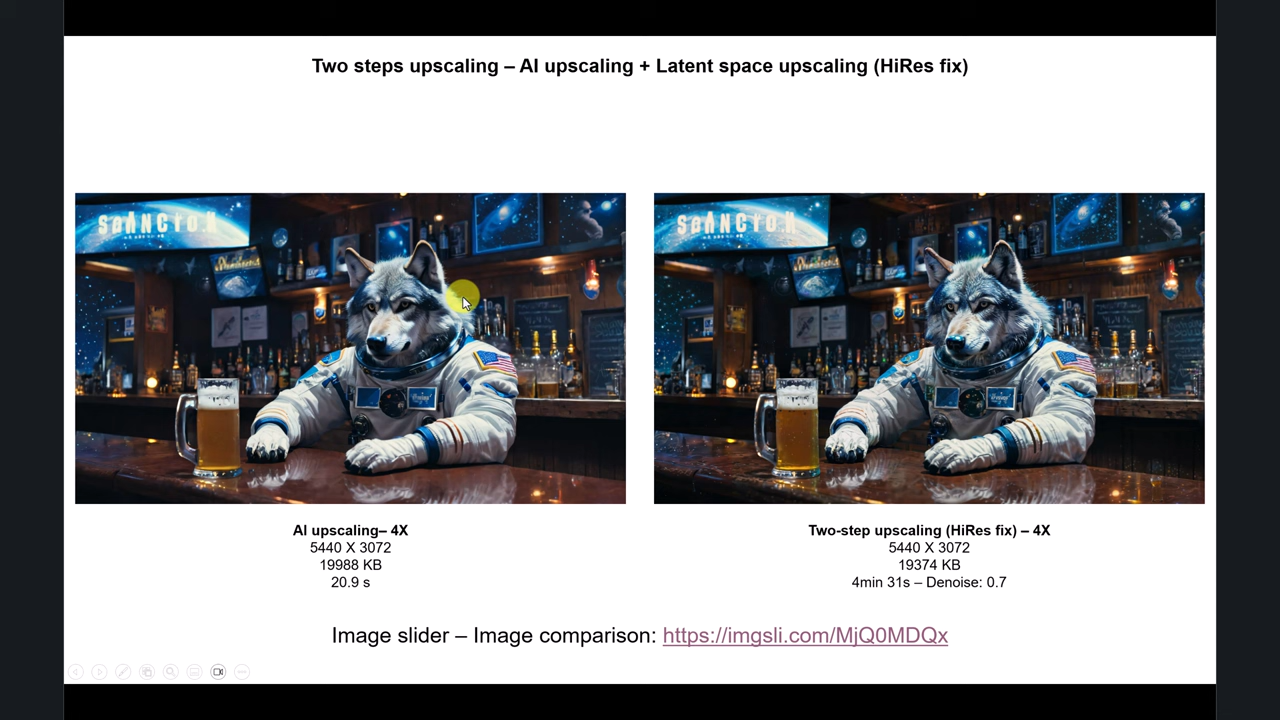 Two steps upscaling – AI upscaling + Latent space upscaling (HiRes fix)
AI upscaling– 4X
5440 X 3072
19988 KB
20.9 s
Two-step upscaling (HiRes fix) – 4X
5440 X 3072
19374 KB
4min 31s – Denoise: 0.7
Image slider – Image comparison: https://imgsli.com/MjQ0MDQx